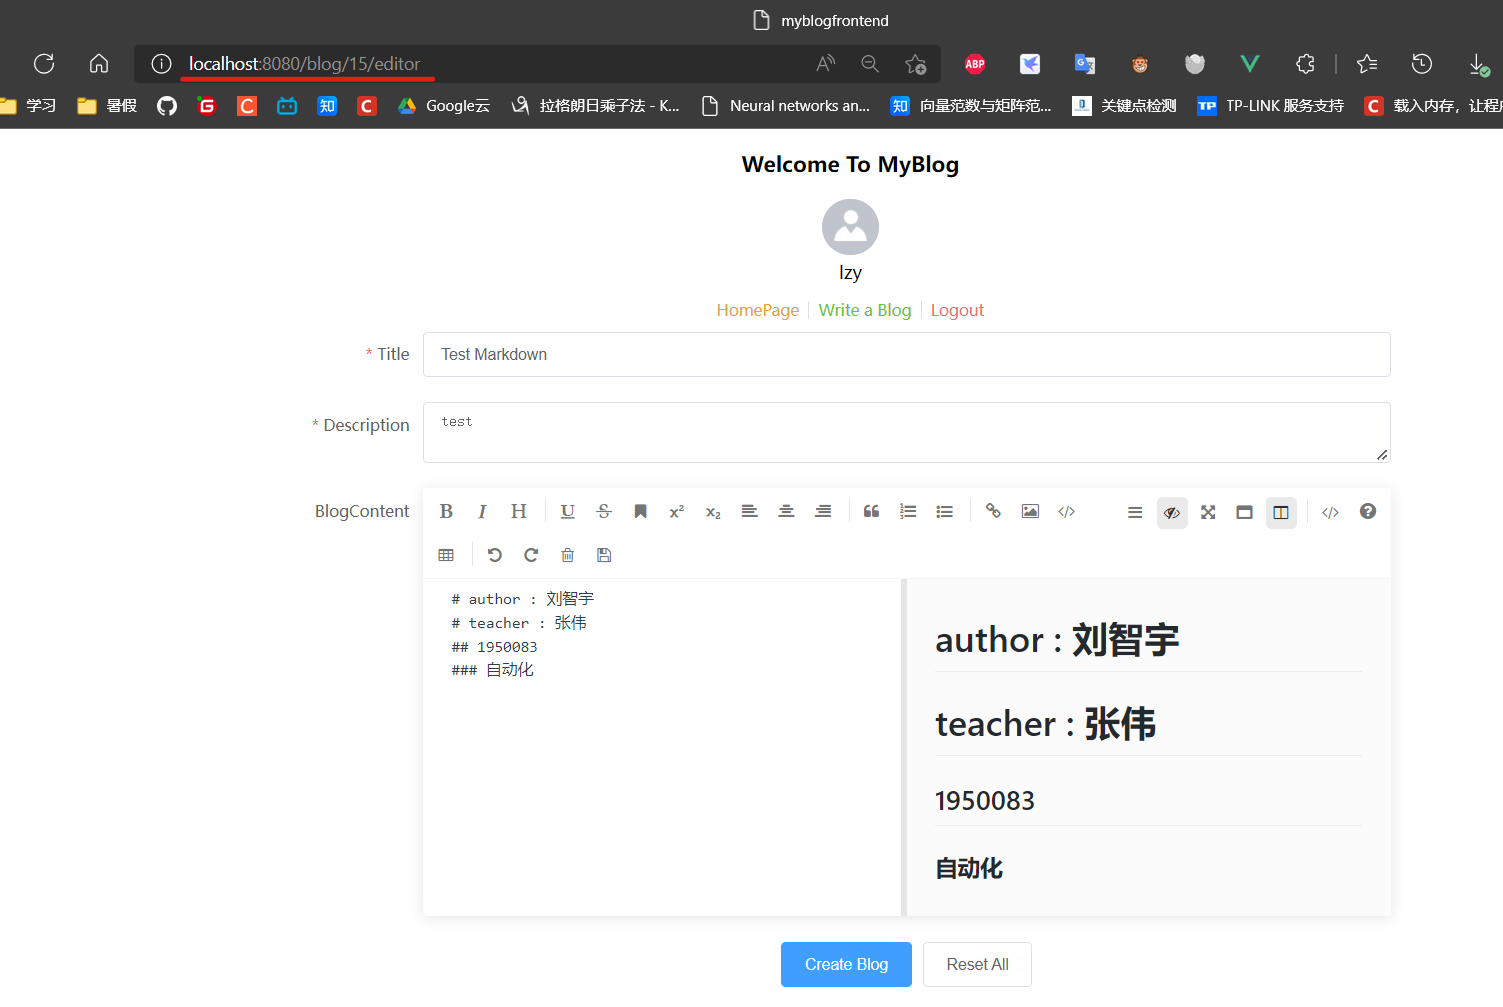 myblogfrontend
localhost:8080/blog/15/editor
学习 暑假 Google云 拉格朗日乘子法 - K... Neural networks an... 知 向量范数与矩阵范... 关键点检测 TP-LINK 服务支持 载入内存，让程
Welcome To MyBlog
lzy
HomePage Write a Blog Logout
* Title Test Markdown
* Description test
BlogContent
# author : 刘智宇
# teacher : 张伟
## 1950083
### 自动化
author : 刘智宇
teacher : 张伟
1950083
自动化
Create Blog Reset All